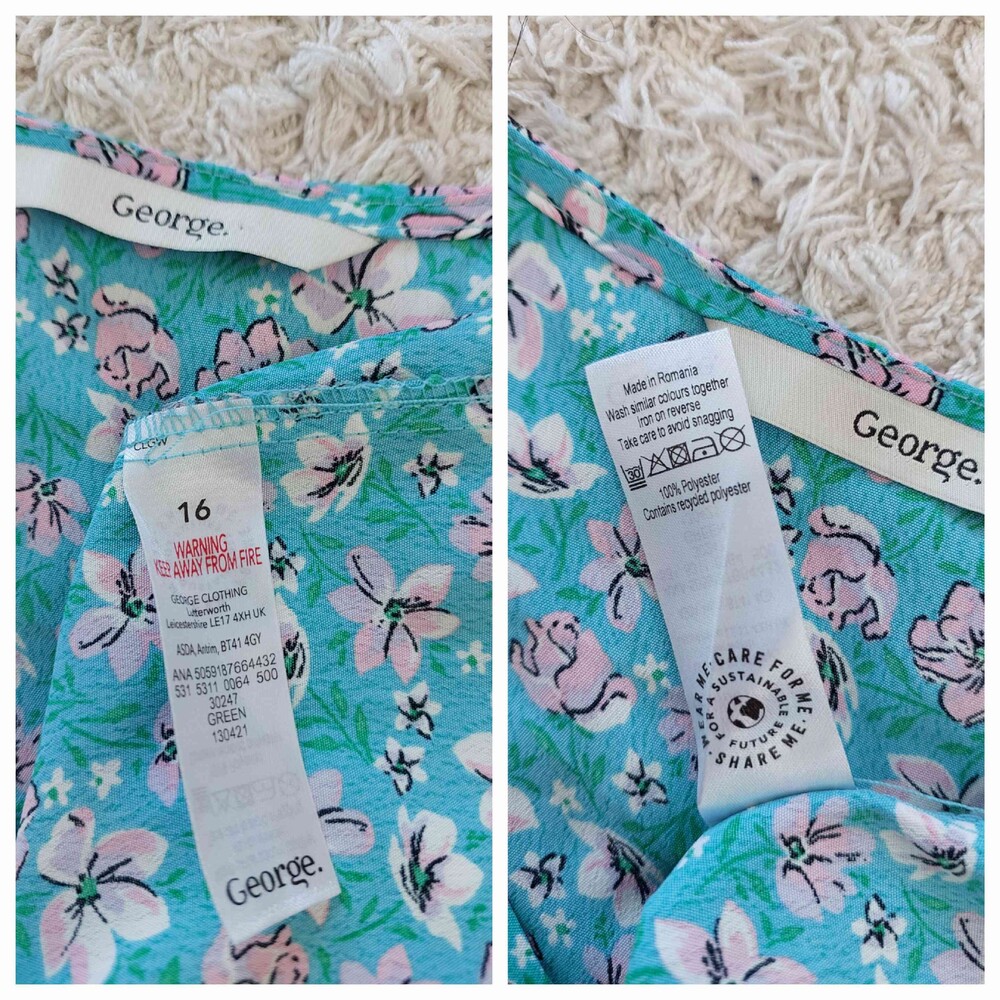 George.
16
WARNING
KEEP AWAY FROM FIRE
GEORGE CLOTHING
Lutterworth
Leicestershire LE17 4XH UK
ASDA, Antrim, BT41 4GY
ANA 5059187664432
531 5311 0064 500
30247
GREEN
130421
George.
George.
Made in Romania
Wash similar colours together
Iron on reverse
Take care to avoid snagging
30
100% Polyester
Contains recycled polyester
WEAR ME. CARE FOR ME. SHARE ME.
FOR A SUSTAINABLE FUTURE